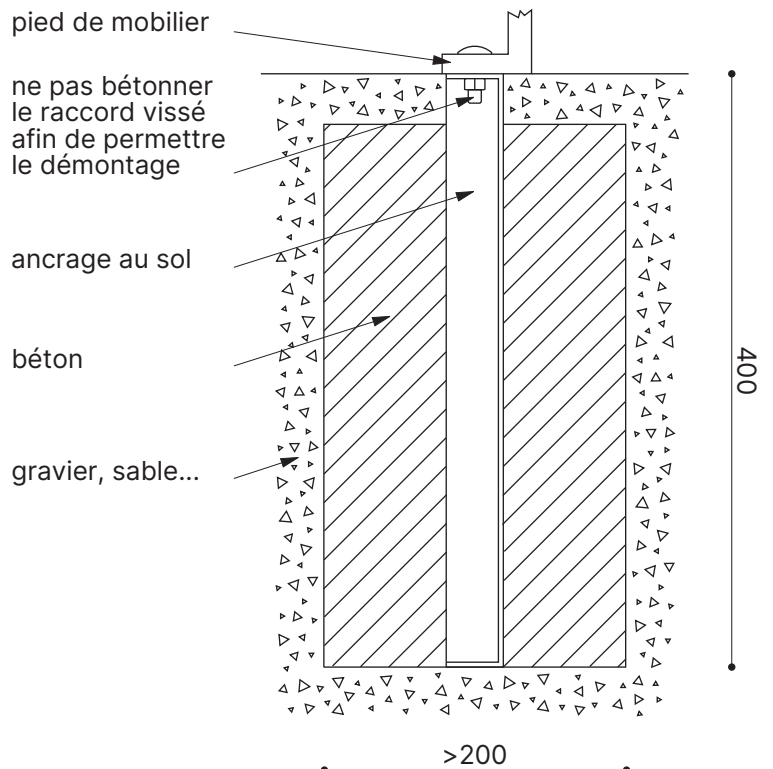 pied de mobilier
ne pas bétonner
le raccord vissé
afin de permettre
le démontage
ancrage au sol
béton
gravier, sable...
400
>200